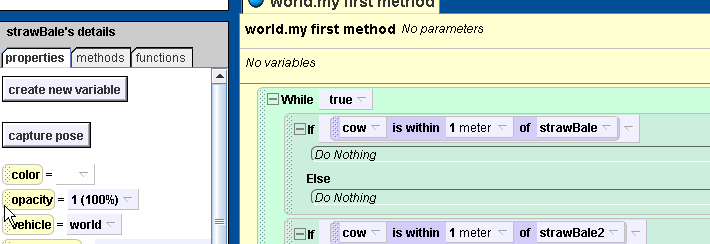 world.my first method
strawBale's details
properties methods functions
create new variable
capture pose
color =
opacity = 1 (100%)
vehicle = world
world.my first method No parameters
No variables
While true
If cow is within 1 meter of strawBale
Do Nothing
Else
Do Nothing
If cow is within 1 meter of strawBale2